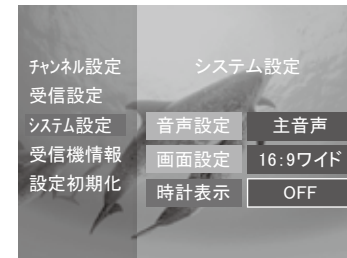 チャンネル設定
受信設定
システム設定
受信機情報
設定初期化
システム設定
音声設定 主音声
画面設定 16:9ワイド
時計表示 OFF